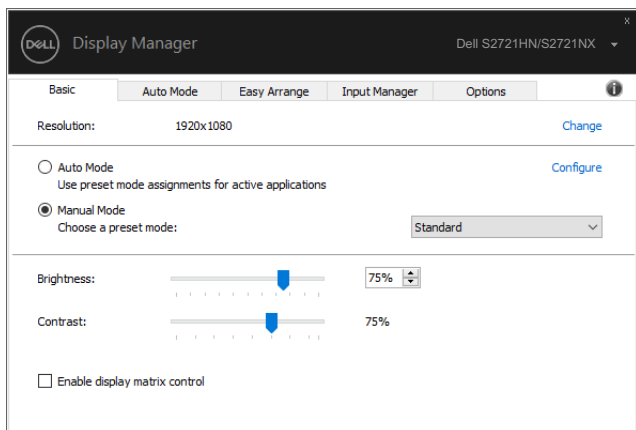 DELL Display Manager Dell S2721HN/S2721NX
x
Basic Auto Mode Easy Arrange Input Manager Options
Resolution: 1920x1080 Change
Auto Mode Configure
Use preset mode assignments for active applications
Manual Mode
Choose a preset mode: Standard
Brightness: 75%
Contrast: 75%
Enable display matrix control